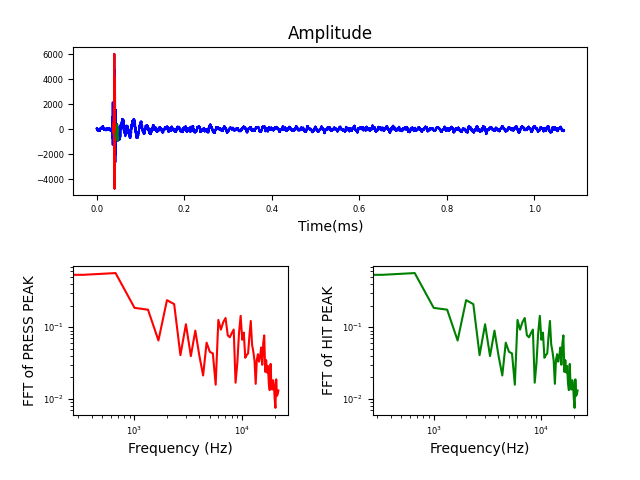 Amplitude
6000
4000
2000
0
−2000
−4000
0.0 0.2 0.4 0.6 0.8 1.0
Time(ms)
FFT of PRESS PEAK
10⁻¹
10⁻²
10³ 10⁴
Frequency (Hz)
FFT of HIT PEAK
10⁻¹
10⁻²
10³ 10⁴
Frequency(Hz)